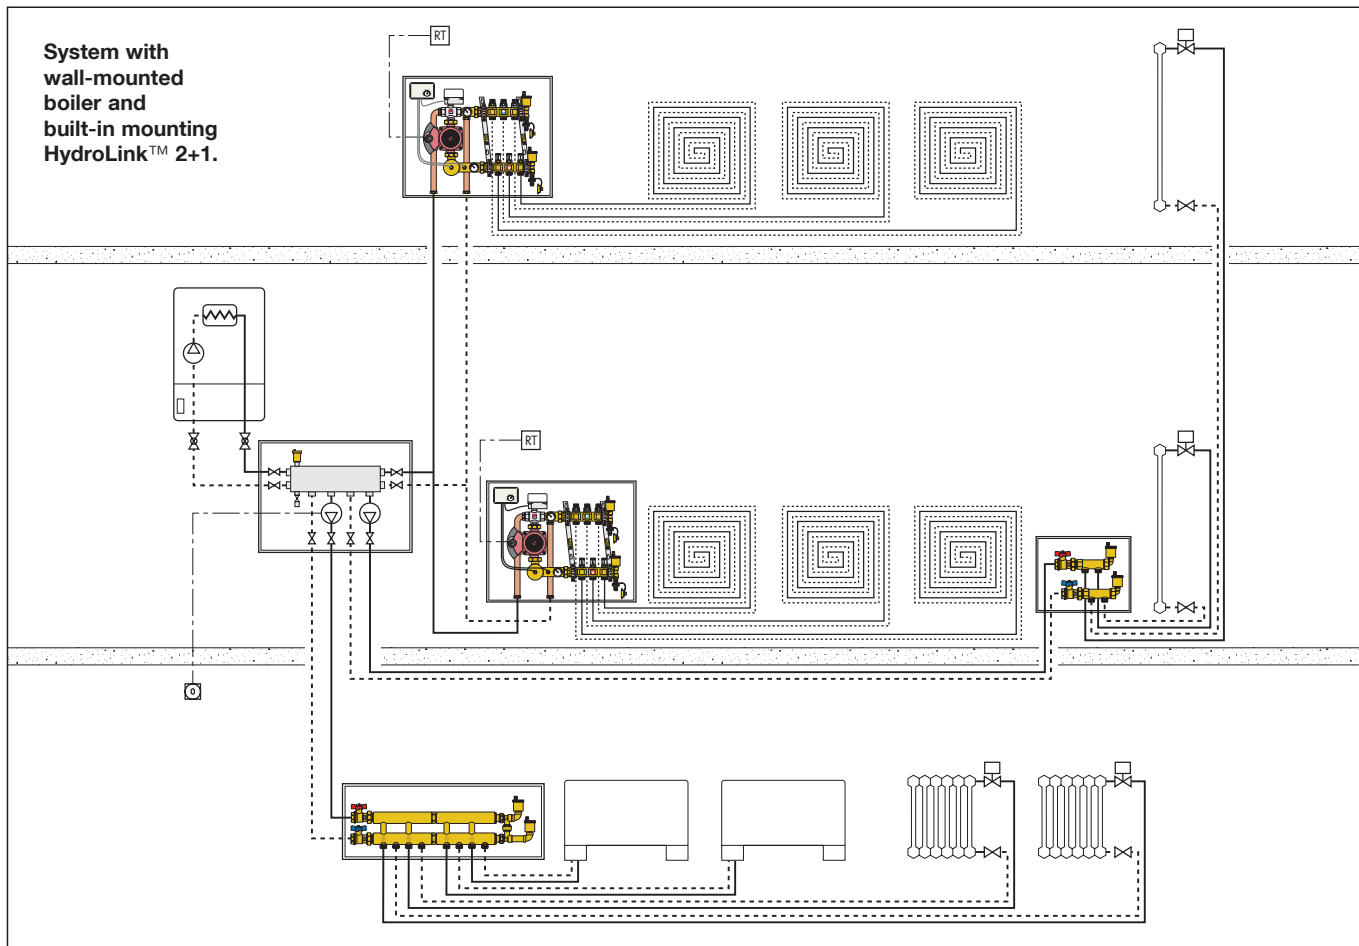 System with
wall-mounted
boiler and
built-in mounting
HydroLink™ 2+1.
RT
RT
0